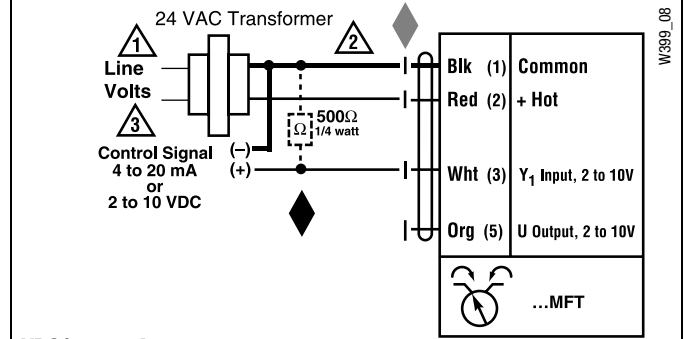 24 VAC Transformer
W399_08
1
2
Line
Volts
Blk (1) Common
Red (2) + Hot
3
Ω
500Ω
1/4 watt
Control Signal
4 to 20 mA
or
2 to 10 VDC
(–)
(+)
Wht (3) Y₁ Input, 2 to 10V
Org (5) U Output, 2 to 10V
...MFT